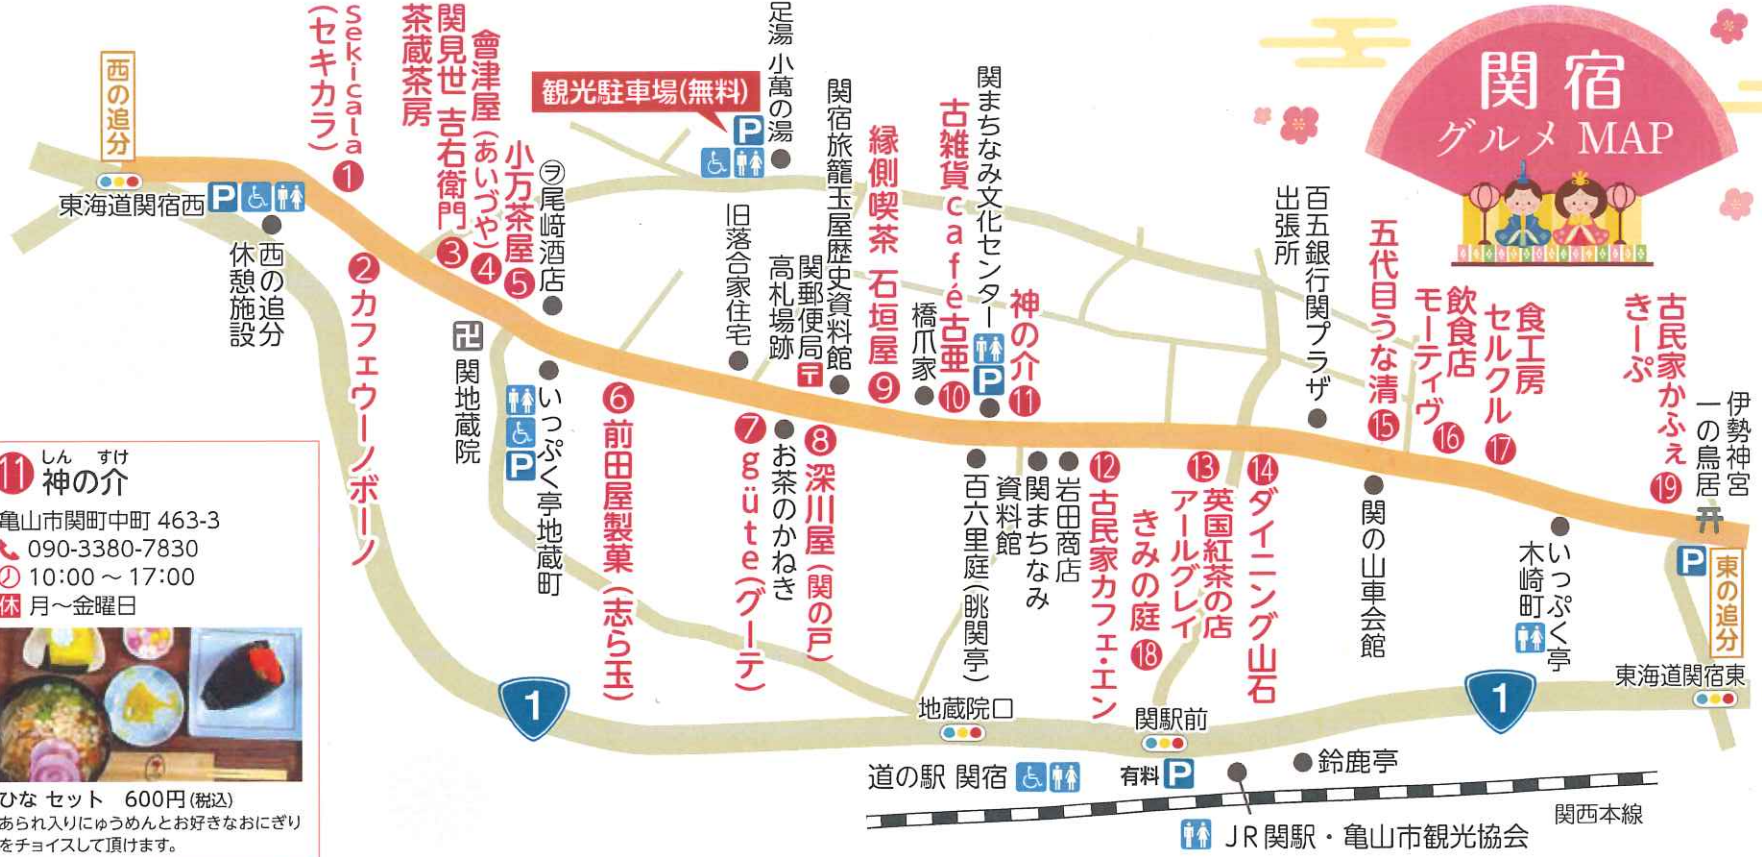 関宿
グルメ MAP
西の追分
東海道関宿西
P
西の追分
休憩施設
sekicala
(セキカラ)
1
2
カフェウーノボーノ
関見世 吉右衛門
茶蔵茶房
3
會津屋(あいづや)
4
小万茶屋
5
ヲ尾﨑酒店
卍
関地蔵院
いっぷく亭地蔵町
P
観光駐車場(無料)
P
足湯 小萬の湯
6
前田屋製菓(志ら玉)
旧落合家住宅
7
güte(グーテ)
高札場跡
関郵便局
〒
お茶のかねき
関宿旅籠玉屋歴史資料館
8
深川屋(関の戸)
縁側喫茶 石垣屋
9
橋爪家
古雑貨café古亜
10
関まちなみ文化センター
P
神の介
11
百六里庭(眺関亭)
関まちなみ
資料館
岩田商店
12
古民家カフェ・エン
きみの庭
18
13
英国紅茶の店
アールグレイ
14
ダイニング山石
百五銀行関プラザ
出張所
五代目うな清
15
関の山車会館
飲食店
モーティヴ
16
食工房
セルクル
17
いっぷく亭
木崎町
古民家かふぇ
きーぷ
19
伊勢神宮
一の鳥居
P
東の追分
東海道関宿東
1
1
地蔵院口
関駅前
道の駅 関宿
有料 P
鈴鹿亭
JR関駅・亀山市観光協会
関西本線
11
しん すけ
神の介
亀山市関町中町 463-3
090-3380-7830
10:00 ~ 17:00
休 月~金曜日
ひな セット 600円(税込)
あられ入りにゅうめんとお好きなおにぎり
をチョイスして頂けます。